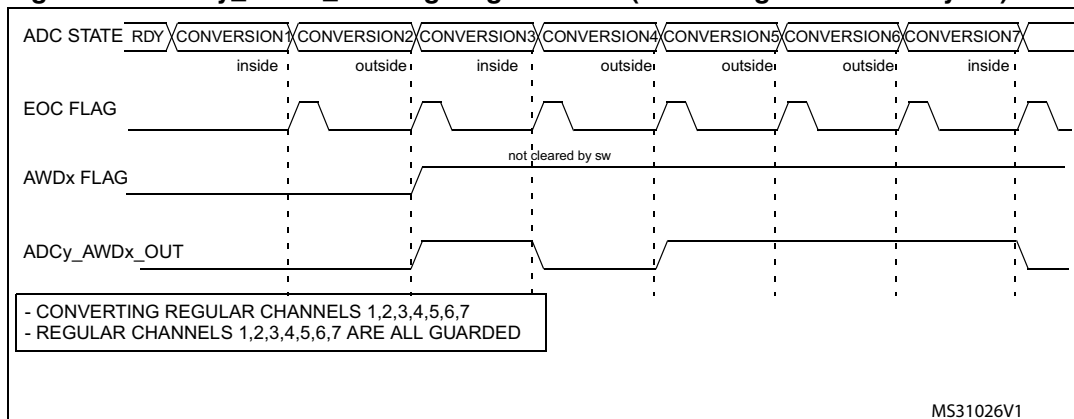 ADC STATE RDY CONVERSION1 CONVERSION2 CONVERSION3 CONVERSION4 CONVERSION5 CONVERSION6 CONVERSION7
inside outside inside outside outside outside inside
EOC FLAG
not cleared by sw
AWDx FLAG
ADCy_AWDx_OUT
- CONVERTING REGULAR CHANNELS 1,2,3,4,5,6,7
- REGULAR CHANNELS 1,2,3,4,5,6,7 ARE ALL GUARDED
MS31026V1